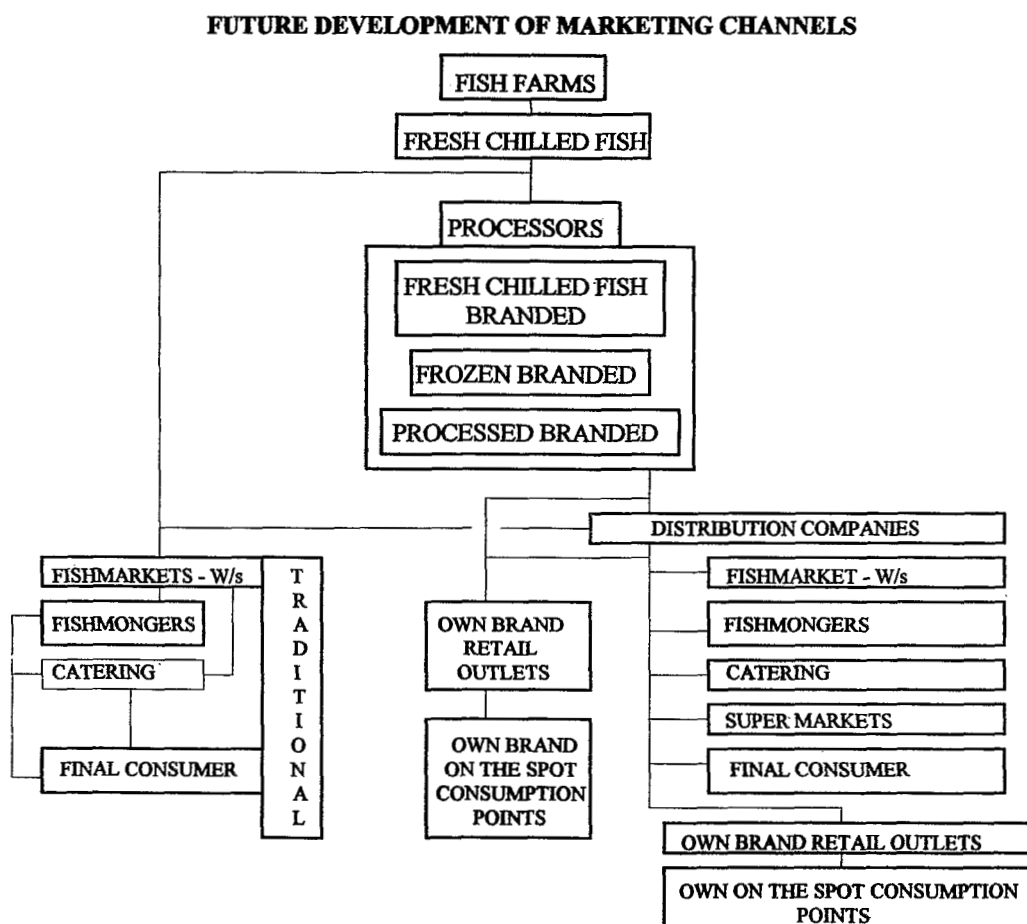 FUTURE DEVELOPMENT OF MARKETING CHANNELS
FISH FARMS
FRESH CHILLED FISH
PROCESSORS
FRESH CHILLED FISH
BRANDED
FROZEN BRANDED
PROCESSED BRANDED
DISTRIBUTION COMPANIES
FISHMARKETS - W/s
FISHMONGERS
CATERING
FINAL CONSUMER
TRADITIONAL
OWN BRAND
RETAIL
OUTLETS
OWN BRAND
ON THE SPOT
CONSUMPTION
POINTS
FISHMARKET - W/s
FISHMONGERS
CATERING
SUPER MARKETS
FINAL CONSUMER
OWN BRAND RETAIL OUTLETS
OWN ON THE SPOT CONSUMPTION
POINTS